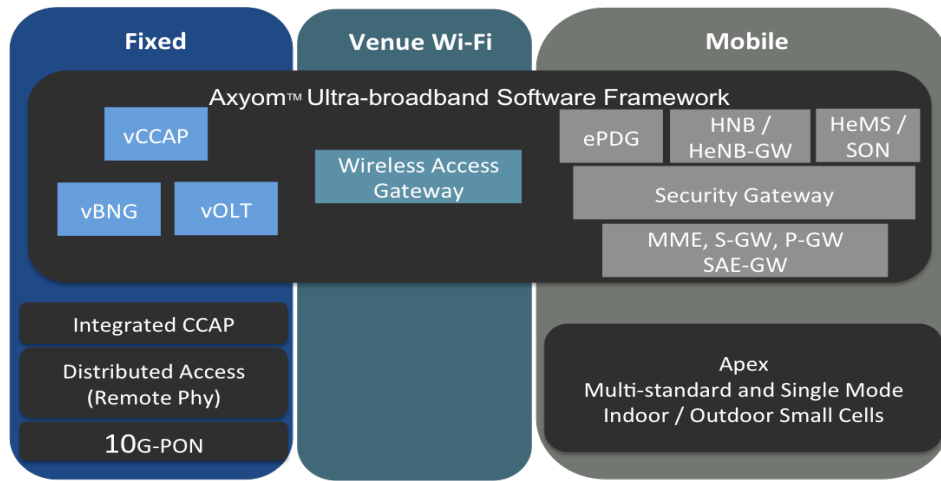 Fixed
Venue Wi-Fi
Mobile
Axyom™ Ultra-broadband Software Framework
vCCAP
vBNG
vOLT
Wireless Access
Gateway
ePDG
HNB /
HeNB-GW
HeMS /
SON
Security Gateway
MME, S-GW, P-GW
SAE-GW
Integrated CCAP
Distributed Access
(Remote Phy)
10G-PON
Apex
Multi-standard and Single Mode
Indoor / Outdoor Small Cells